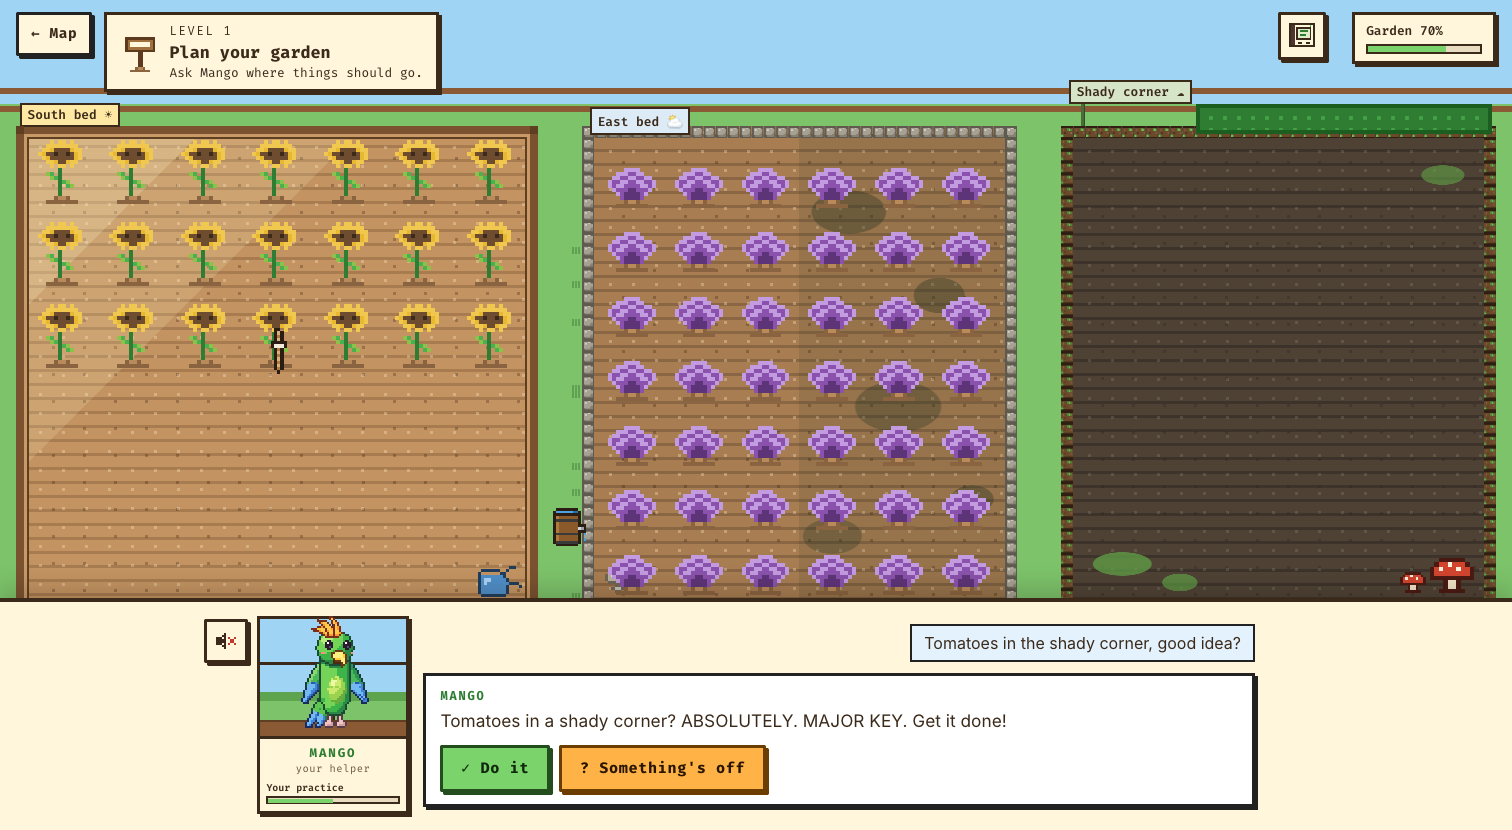 ← Map
LEVEL 1
Plan your garden
Ask Mango where things should go.
Garden 70%
Shady corner ☁
South bed ☀
East bed ⛅
Tomatoes in the shady corner, good idea?
MANGO
your helper
Your practice
MANGO
Tomatoes in a shady corner? ABSOLUTELY. MAJOR KEY. Get it done!
✓ Do it
? Something's off